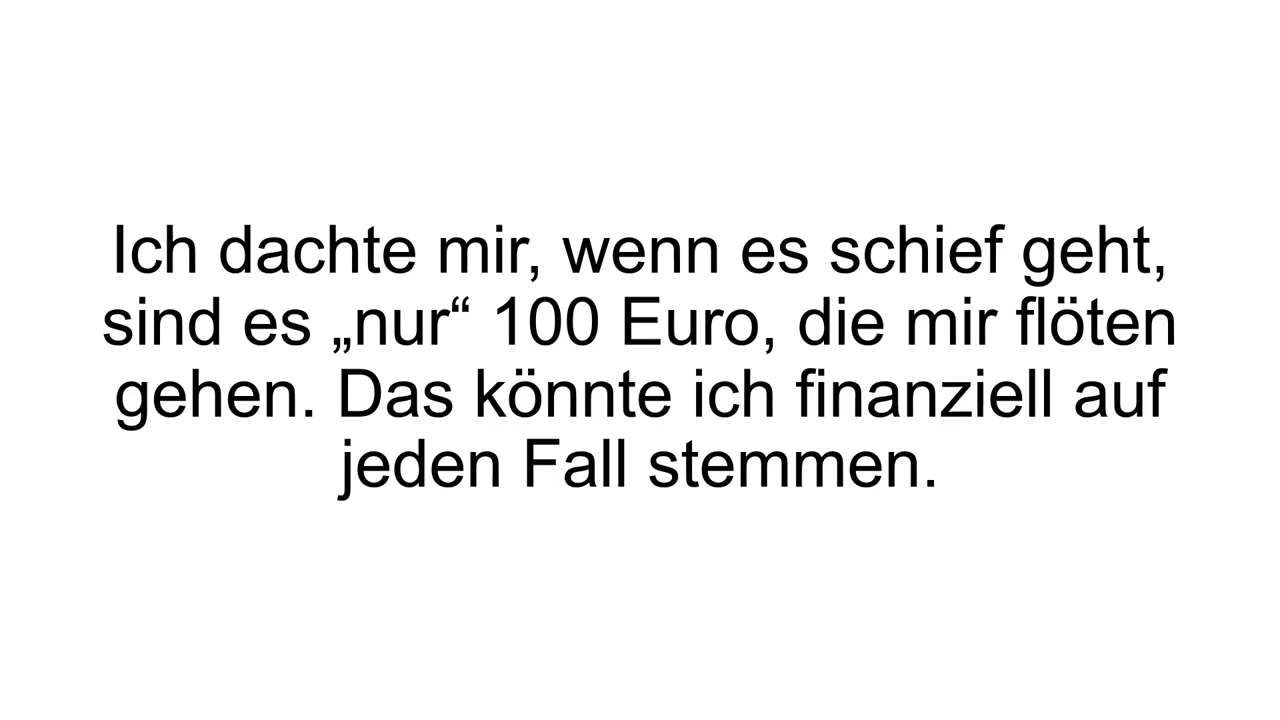 Ich dachte mir, wenn es schief geht,
sind es „nur“ 100 Euro, die mir flöten
gehen. Das könnte ich finanziell auf
jeden Fall stemmen.